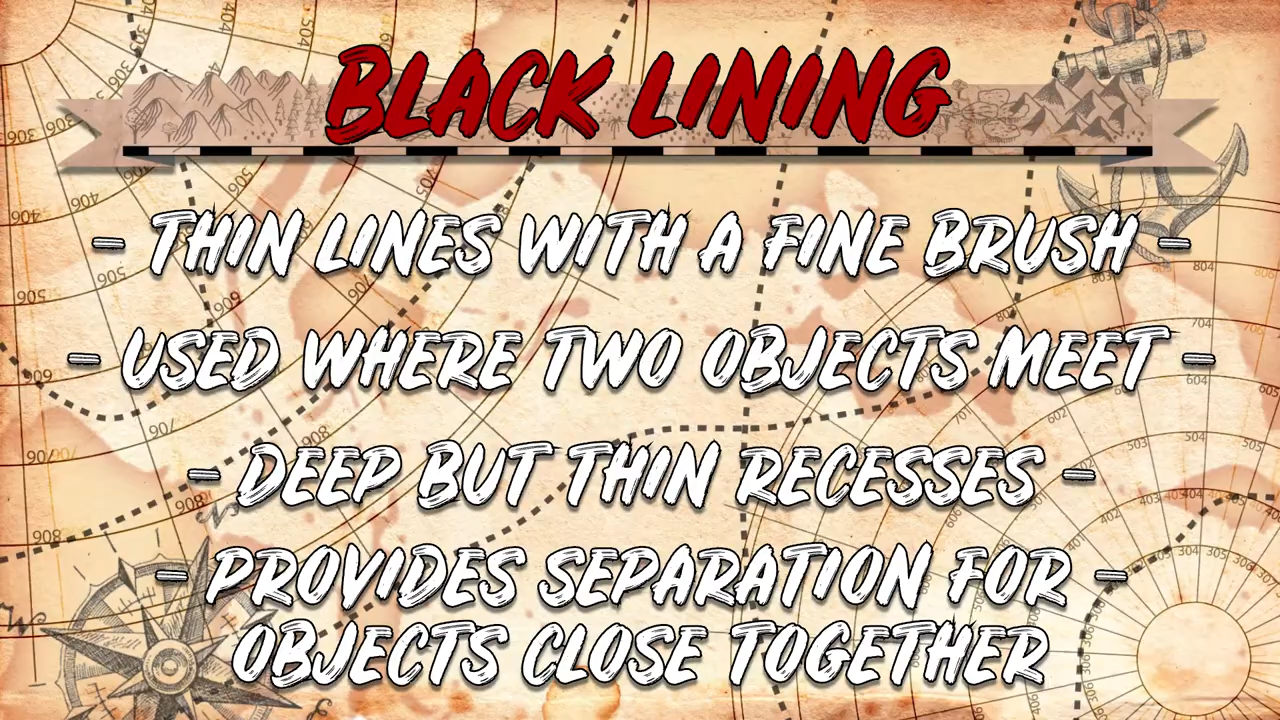 BLACK LINING
- THIN LINES WITH A FINE BRUSH -
- USED WHERE TWO OBJECTS MEET -
- DEEP BUT THIN RECESSES -
- PROVIDES SEPARATION FOR -
OBJECTS CLOSE TOGETHER